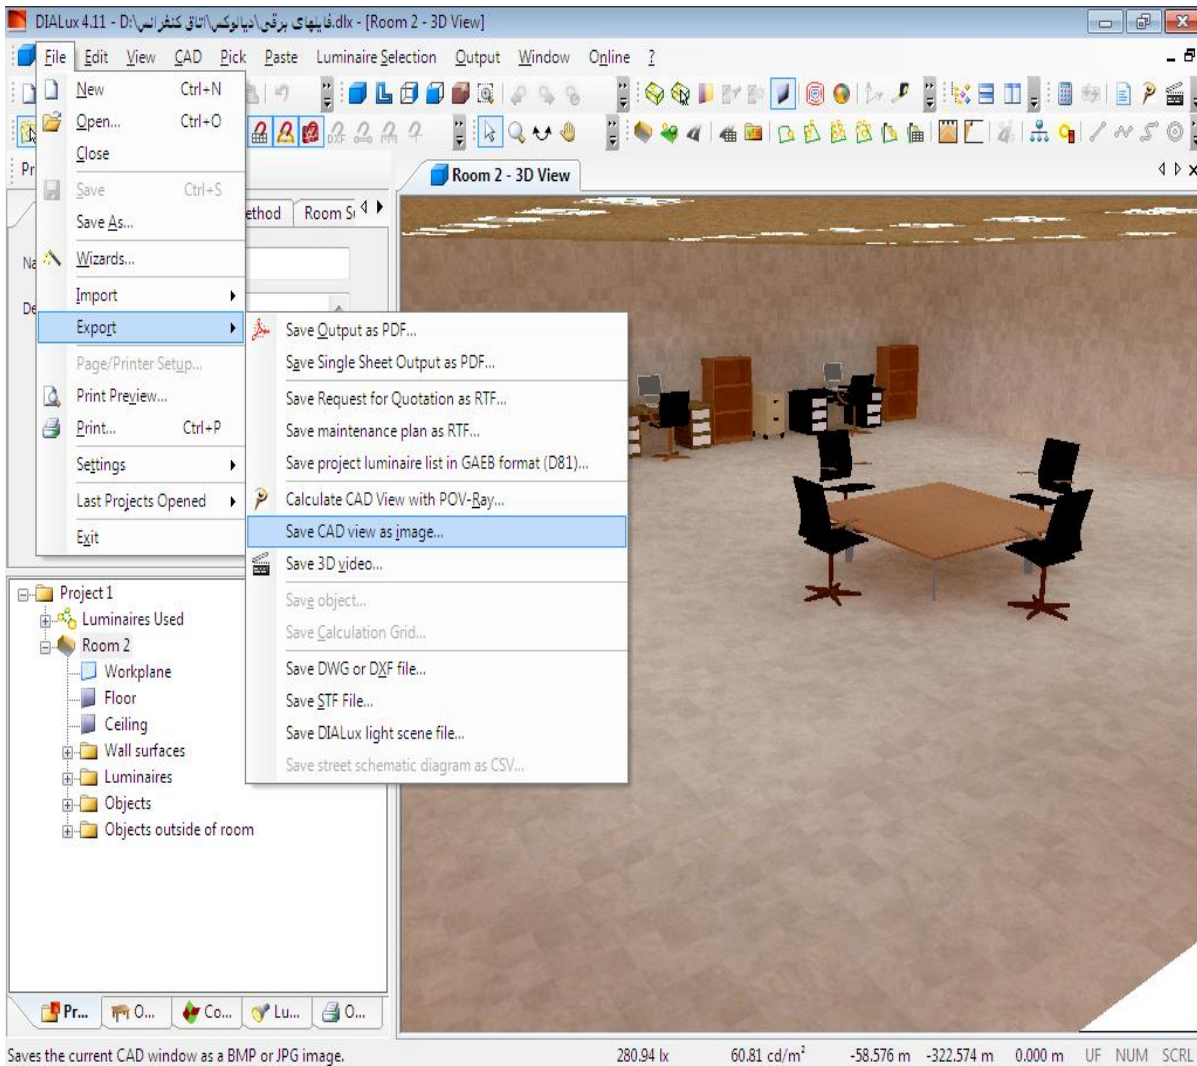 DIALux 4.11 - D:\فایلهای برقی\دیالوکس\اتاق کنفرانس.dlx - [Room 2 - 3D View]
File Edit View CAD Pick Paste Luminaire Selection Output Window Online ?
New Ctrl+N
Open... Ctrl+O
Close
Save Ctrl+S
Save As...
Wizards...
Import
Export
Page/Printer Setup...
Print Preview...
Print... Ctrl+P
Settings
Last Projects Opened
Exit
Save Output as PDF...
Save Single Sheet Output as PDF...
Save Request for Quotation as RTF...
Save maintenance plan as RTF...
Save project luminaire list in GAEB format (D81)...
Calculate CAD View with POV-Ray...
Save CAD view as image...
Save 3D video...
Save object...
Save Calculation Grid...
Save DWG or DXF file...
Save STF File...
Save DIALux light scene file...
Save street schematic diagram as CSV...
Pr
ethod Room S
Na
De
Room 2 - 3D View
Project 1
Luminaires Used
Room 2
Workplane
Floor
Ceiling
Wall surfaces
Luminaires
Objects
Objects outside of room
Pr... O... Co... Lu... O...
Saves the current CAD window as a BMP or JPG image. 280.94 lx 60.81 cd/m² -58.576 m -322.574 m 0.000 m UF NUM SCRL